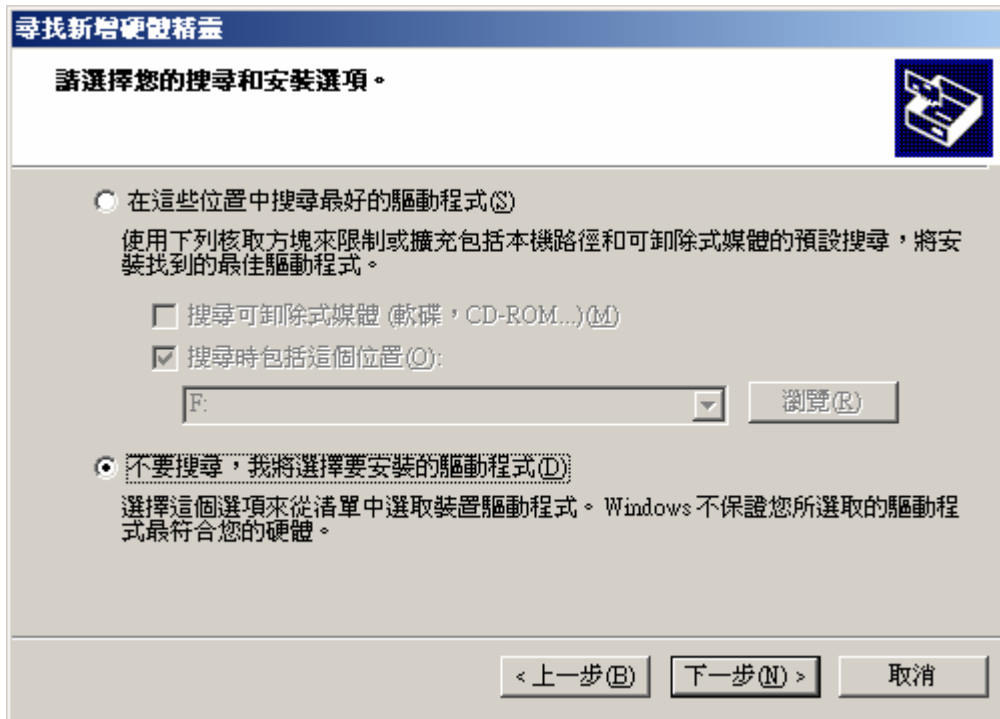 尋找新增硬體精靈
請選擇您的搜尋和安裝選項。
在這些位置中搜尋最好的驅動程式(S)
使用下列核取方塊來限制或擴充包括本機路徑和可卸除式媒體的預設搜尋，將安
裝找到的最佳驅動程式。
搜尋可卸除式媒體 (軟碟，CD-ROM...)(M)
搜尋時包括這個位置(O):
F:
瀏覽(R)
不要搜尋，我將選擇要安裝的驅動程式(D)
選擇這個選項來從清單中選取裝置驅動程式。Windows 不保證您所選取的驅動程
式最符合您的硬體。
< 上一步(B)
下一步(N) >
取消